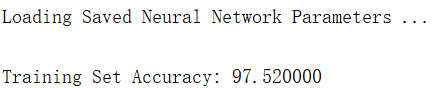 Loading Saved Neural Network Parameters ...
Training Set Accuracy: 97.520000